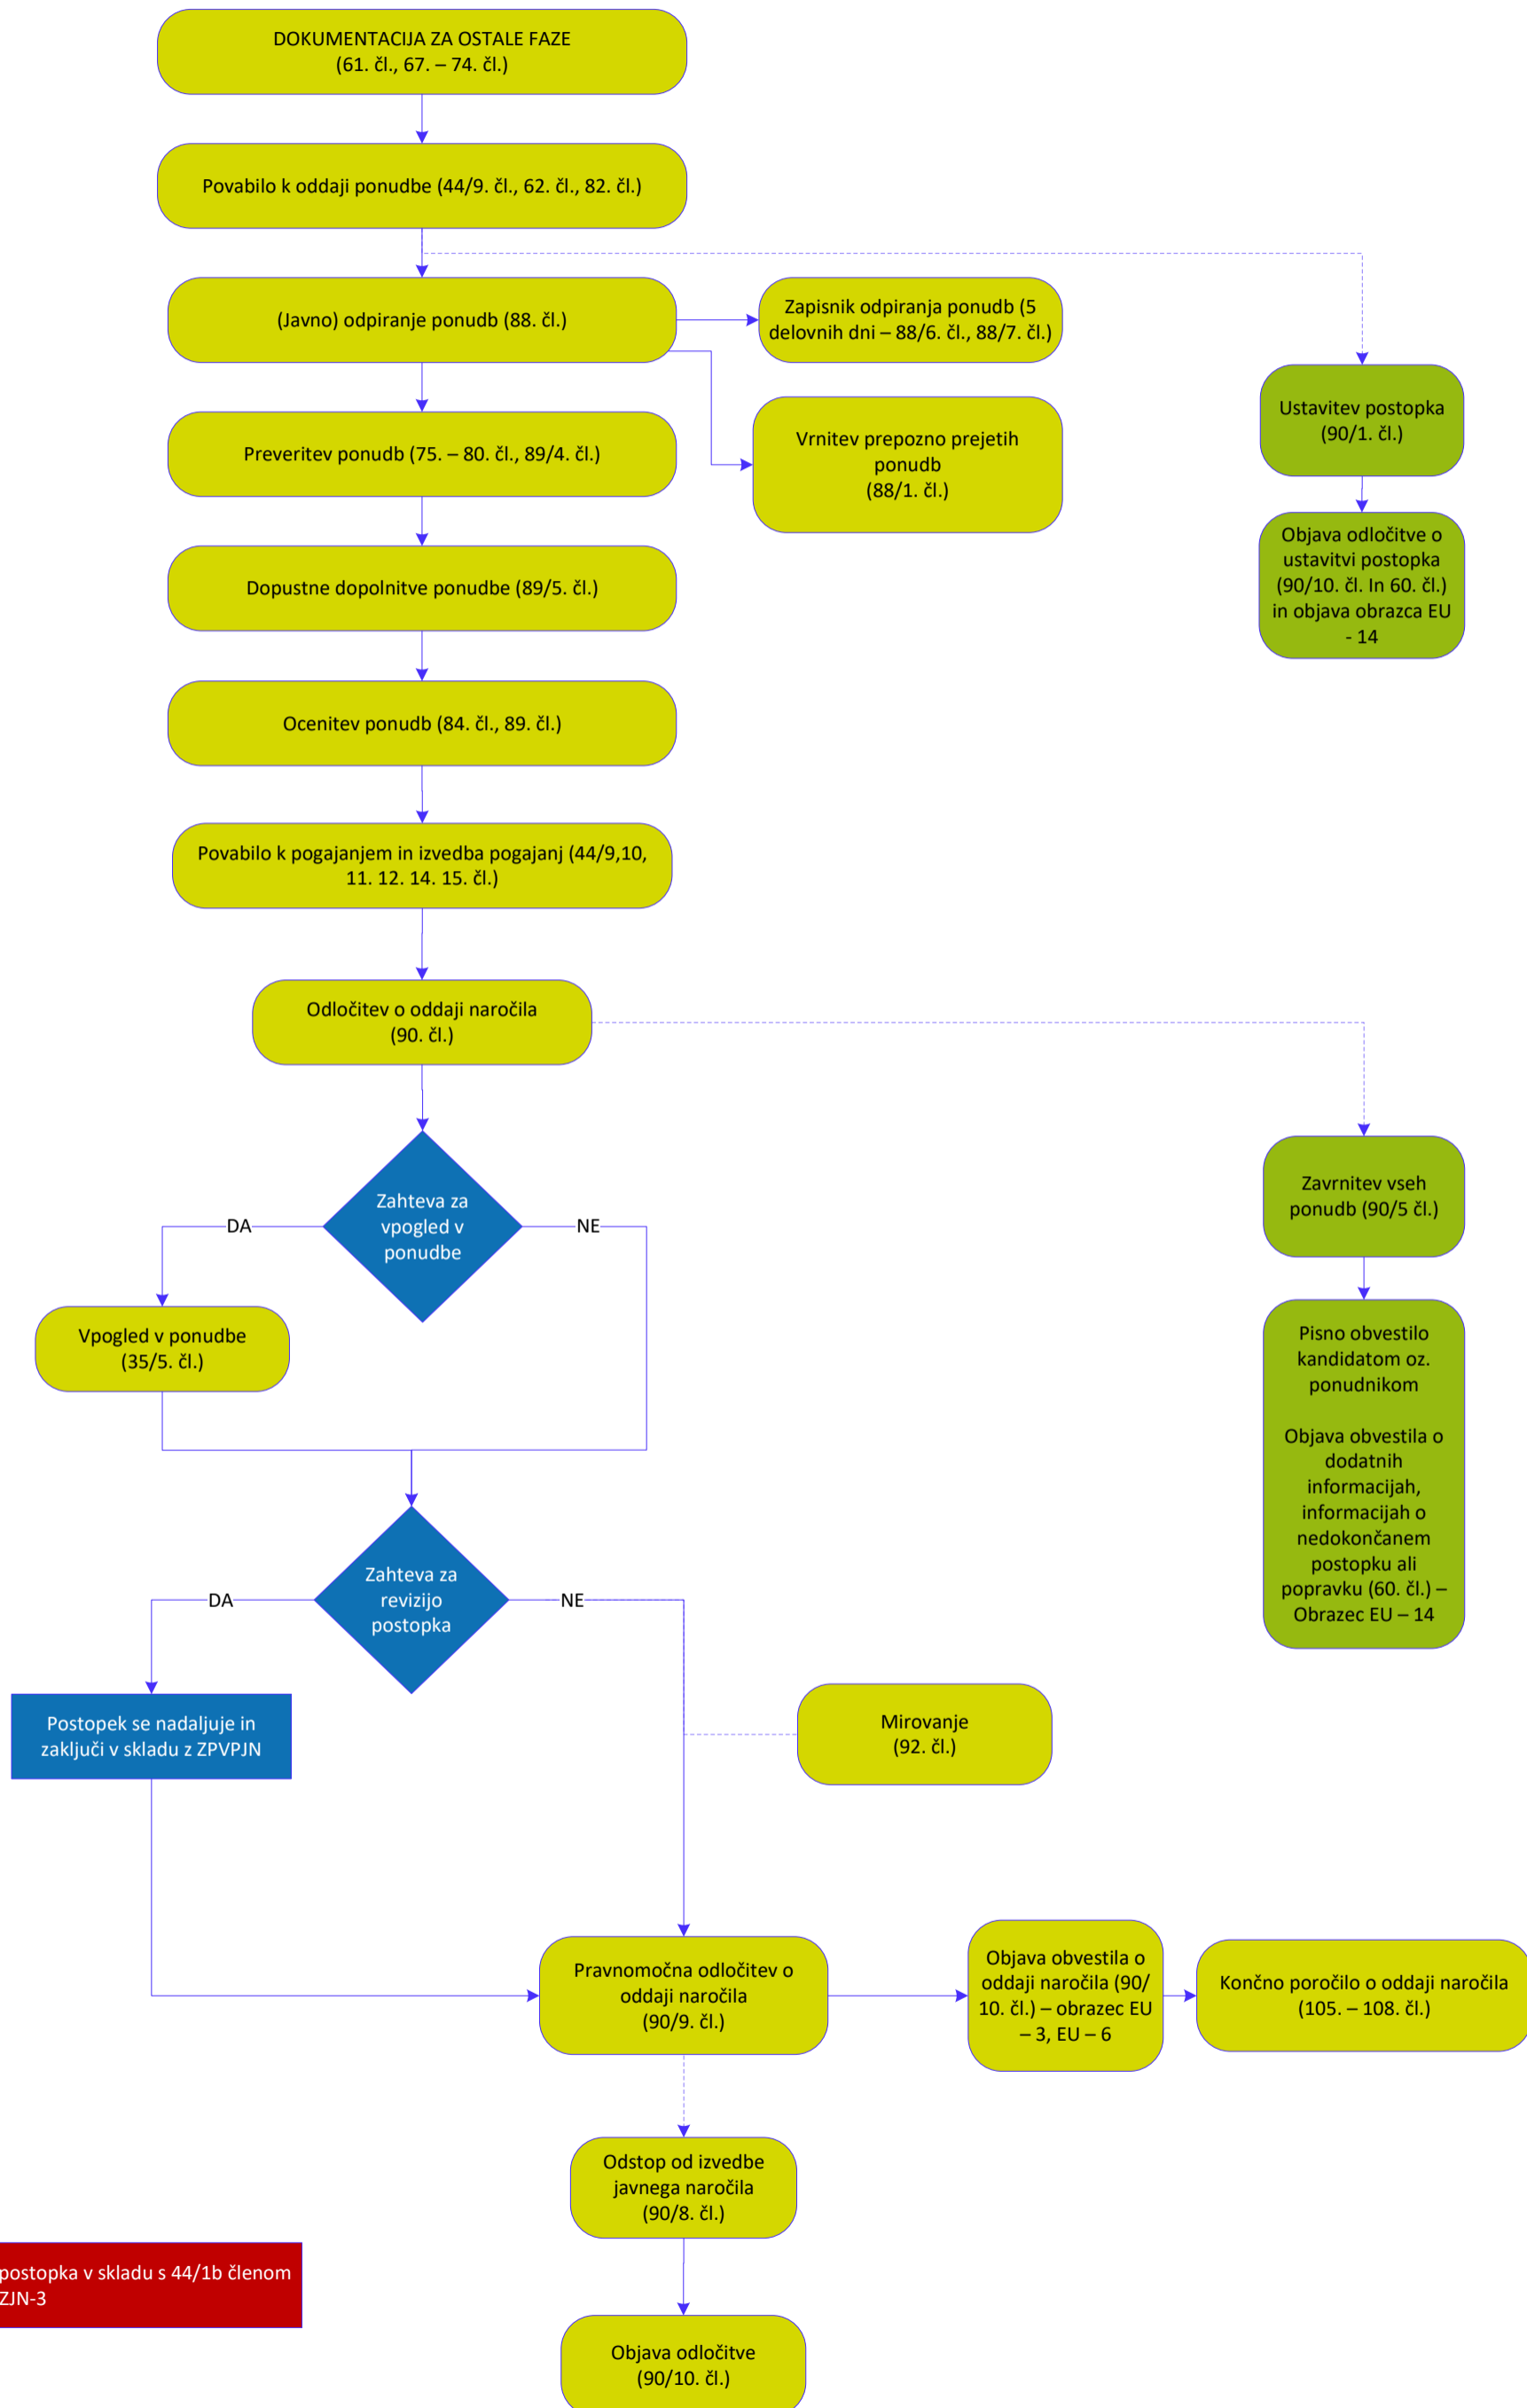 DOKUMENTACIJA ZA OSTALE FAZE
(61. čl., 67. – 74. čl.)
Povabilo k oddaji ponudbe (44/9. čl., 62. čl., 82. čl.)
(Javno) odpiranje ponudb (88. čl.)
Zapisnik odpiranja ponudb (5
delovnih dni – 88/6. čl., 88/7. čl.)
Vrnitev prepozno prejetih
ponudb
(88/1. čl.)
Ustavitev postopka
(90/1. čl.)
Objava odločitve o
ustavitvi postopka
(90/10. čl. In 60. čl.)
in objava obrazca EU
- 14
Preveritev ponudb (75. – 80. čl., 89/4. čl.)
Dopustne dopolnitve ponudbe (89/5. čl.)
Ocenitev ponudb (84. čl., 89. čl.)
Povabilo k pogajanjem in izvedba pogajanj (44/9,10,
11. 12. 14. 15. čl.)
Odločitev o oddaji naročila
(90. čl.)
Zahteva za
vpogled v
ponudbe
DA
NE
Vpogled v ponudbe
(35/5. čl.)
Zavrnitev vseh
ponudb (90/5 čl.)
Pisno obvestilo
kandidatom oz.
ponudnikom
Objava obvestila o
dodatnih
informacijah,
informacijah o
nedokončanem
postopku ali
popravku (60. čl.) –
Obrazec EU – 14
Zahteva za
revizijo
postopka
DA
NE
Postopek se nadaljuje in
zaključi v skladu z ZPVPJN
Mirovanje
(92. čl.)
Pravnomočna odločitev o
oddaji naročila
(90/9. čl.)
Objava obvestila o
oddaji naročila (90/
10. čl.) – obrazec EU
– 3, EU – 6
Končno poročilo o oddaji naročila
(105. – 108. čl.)
Odstop od izvedbe
javnega naročila
(90/8. čl.)
postopka v skladu s 44/1b členom
ZJN-3
Objava odločitve
(90/10. čl.)